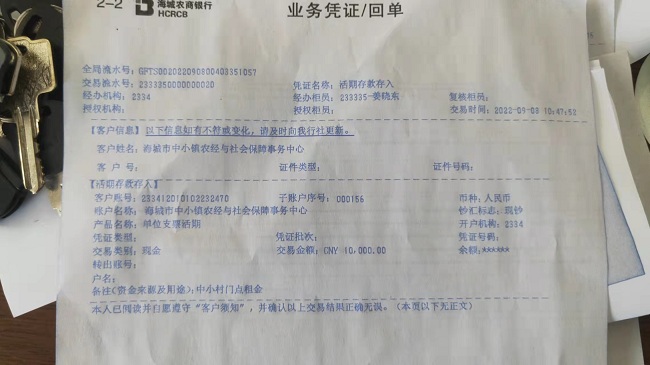 2-2 海城农商银行 HCRCB 业务凭证/回单
全局流水号: GPTS002022090800403351057
交易流水号: 2333350000000020 凭证名称: 活期存款存入
经办机构: 2334 经办柜员: 233335-姜晓东 复核柜员:
授权机构: 授权柜员: 交易时间: 2022-09-08 10:47:52
【客户信息】以下信息如有不符或变化，请及时向我行社更新。
客户姓名: 海城市中小镇农经与社会保障事务中心
客 户 号: 证件类型: 证件号码:
【活期存款存入】
客户账号: 233412010103232470 子账户序号: 000156 币种: 人民币
账户名称: 海城市中小镇农经与社会保障事务中心 钞汇标志: 现钞
产品名称: 单位支票活期 开户机构: 2334
凭证类型: 凭证批次: 凭证号码:
交易类别: 现金 交易金额: CNY 10,000.00 余额: ******
转出账号:
户名:
备注(资金来源及用途): 中小村门点租金
本人已阅读并自愿遵守“客户须知”，并确认以上交易结果正确无误。（本页以下无正文）